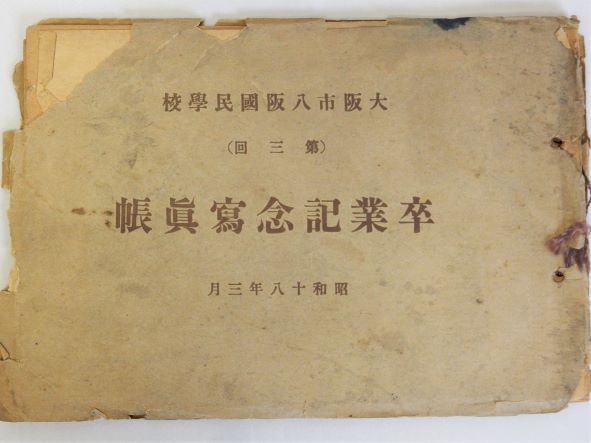 大阪市八阪國民學校
（第三回）
卒業記念寫眞帳
昭和十八年三月